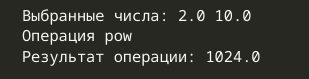 Выбранные числа: 2.0 10.0
Операция pow
Результат операции: 1024.0